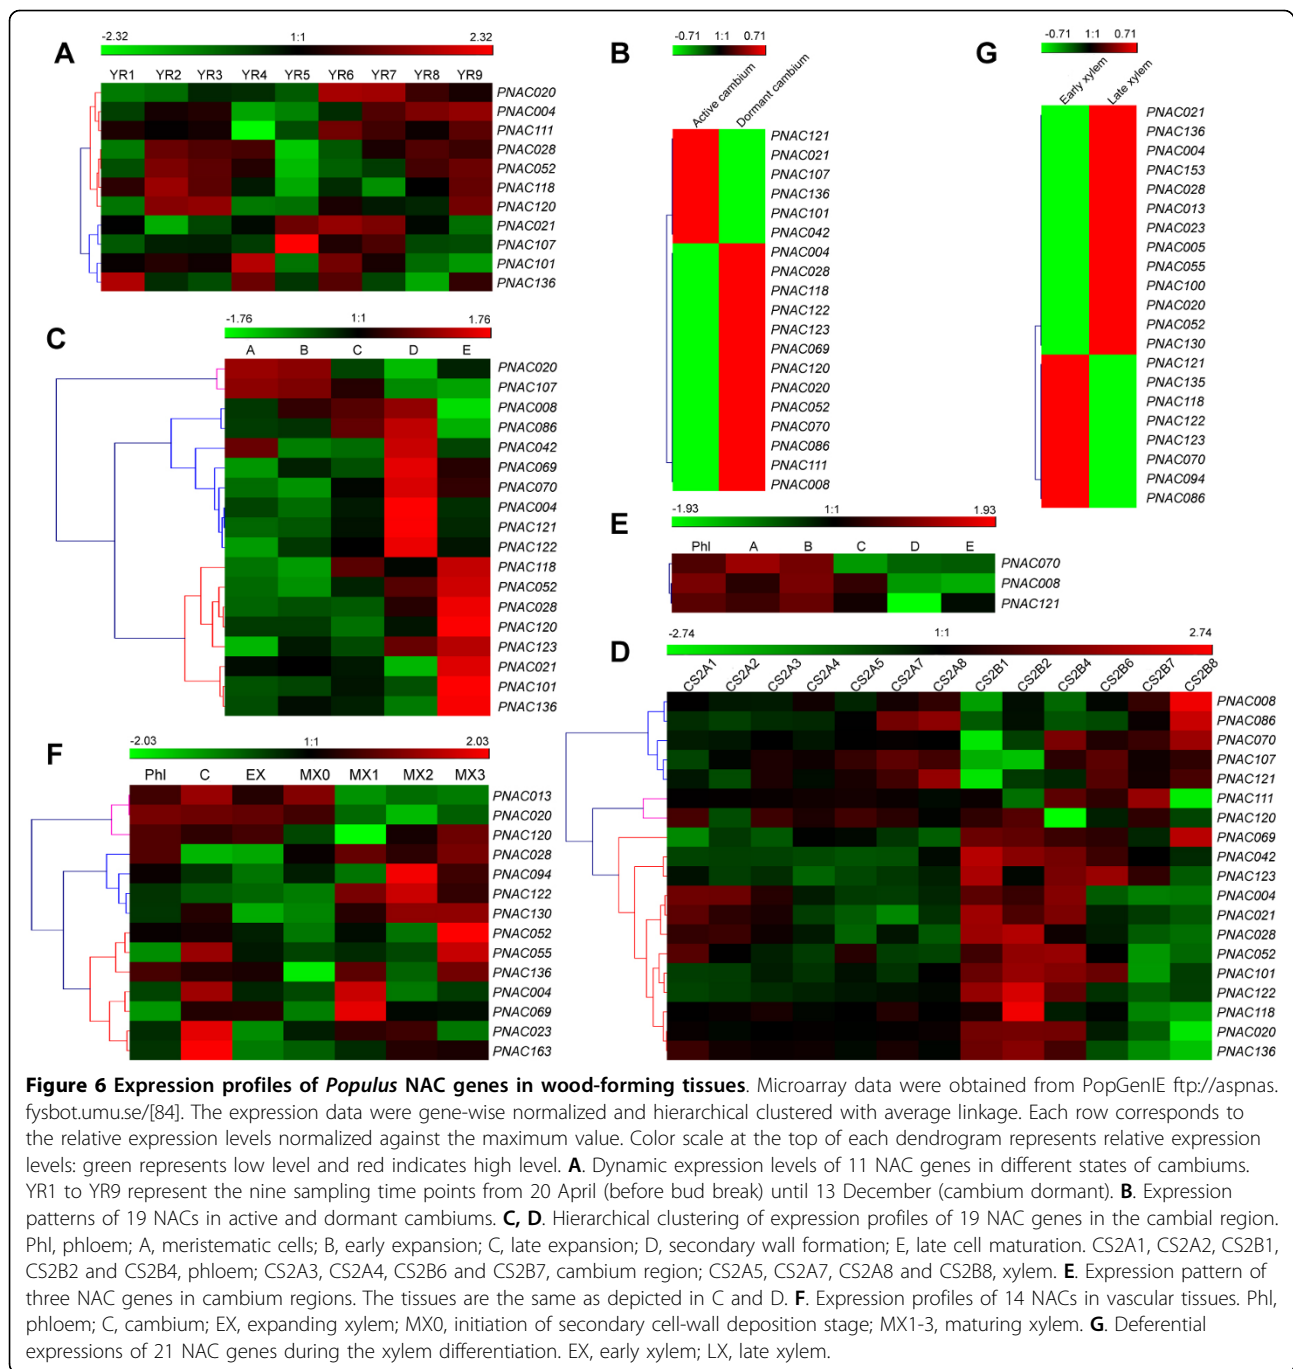 A
-2.32 1:1 2.32
YR1 YR2 YR3 YR4 YR5 YR6 YR7 YR8 YR9
PNAC020
PNAC004
PNAC111
PNAC028
PNAC052
PNAC118
PNAC120
PNAC021
PNAC107
PNAC101
PNAC136
B
-0.71 1:1 0.71
Active cambium
Dormant cambium
PNAC121
PNAC021
PNAC107
PNAC136
PNAC101
PNAC042
PNAC004
PNAC028
PNAC118
PNAC122
PNAC123
PNAC069
PNAC120
PNAC020
PNAC052
PNAC070
PNAC086
PNAC111
PNAC008
G
-0.71 1:1 0.71
Early xylem
Late xylem
PNAC021
PNAC136
PNAC004
PNAC153
PNAC028
PNAC013
PNAC023
PNAC005
PNAC055
PNAC100
PNAC020
PNAC052
PNAC130
PNAC121
PNAC135
PNAC118
PNAC122
PNAC123
PNAC070
PNAC094
PNAC086
C
-1.76 1:1 1.76
A B C D E
PNAC020
PNAC107
PNAC008
PNAC086
PNAC042
PNAC069
PNAC070
PNAC004
PNAC121
PNAC122
PNAC118
PNAC052
PNAC028
PNAC120
PNAC123
PNAC021
PNAC101
PNAC136
E
-1.93 1:1 1.93
Phl A B C D E
PNAC070
PNAC008
PNAC121
D
-2.74 1:1 2.74
CS2A1 CS2A2 CS2A3 CS2A4 CS2A5 CS2A7 CS2A8 CS2B1 CS2B2 CS2B4 CS2B6 CS2B7 CS2B8
PNAC008
PNAC086
PNAC070
PNAC107
PNAC121
PNAC111
PNAC120
PNAC069
PNAC042
PNAC123
PNAC004
PNAC021
PNAC028
PNAC052
PNAC101
PNAC122
PNAC118
PNAC020
PNAC136
F
-2.03 1:1 2.03
Phl C EX MX0 MX1 MX2 MX3
PNAC013
PNAC020
PNAC120
PNAC028
PNAC094
PNAC122
PNAC130
PNAC052
PNAC055
PNAC136
PNAC004
PNAC069
PNAC023
PNAC163
Figure 6 Expression profiles of Populus NAC genes in wood-forming tissues. Microarray data were obtained from PopGenIE ftp://aspnas.
fysbot.umu.se/[84]. The expression data were gene-wise normalized and hierarchical clustered with average linkage. Each row corresponds to
the relative expression levels normalized against the maximum value. Color scale at the top of each dendrogram represents relative expression
levels: green represents low level and red indicates high level. A. Dynamic expression levels of 11 NAC genes in different states of cambiums.
YR1 to YR9 represent the nine sampling time points from 20 April (before bud break) until 13 December (cambium dormant). B. Expression
patterns of 19 NACs in active and dormant cambiums. C, D. Hierarchical clustering of expression profiles of 19 NAC genes in the cambial region.
Phl, phloem; A, meristematic cells; B, early expansion; C, late expansion; D, secondary wall formation; E, late cell maturation. CS2A1, CS2A2, CS2B1,
CS2B2 and CS2B4, phloem; CS2A3, CS2A4, CS2B6 and CS2B7, cambium region; CS2A5, CS2A7, CS2A8 and CS2B8, xylem. E. Expression pattern of
three NAC genes in cambium regions. The tissues are the same as depicted in C and D. F. Expression profiles of 14 NACs in vascular tissues. Phl,
phloem; C, cambium; EX, expanding xylem; MX0, initiation of secondary cell-wall deposition stage; MX1-3, maturing xylem. G. Deferential
expressions of 21 NAC genes during the xylem differentiation. EX, early xylem; LX, late xylem.